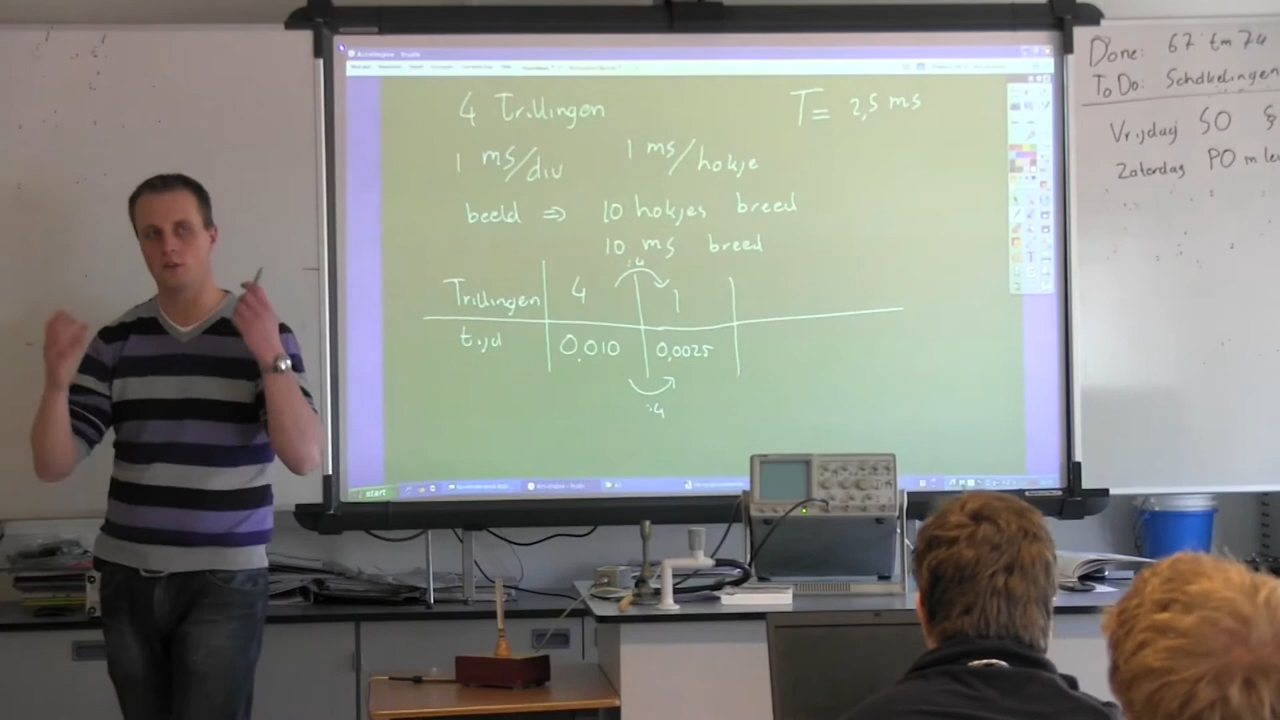 4 Trillingen
T = 2,5 ms
1 ms/div 1 ms/hokje
beeld ⇒ 10 hokjes breed
10 ms breed
:4
Trillingen 4 1
tijd 0,010 0,0025
:4
start
Done: 67 tm 74
To Do: Schakelingen
Vrijdag SO §
Zaterdag PO m le